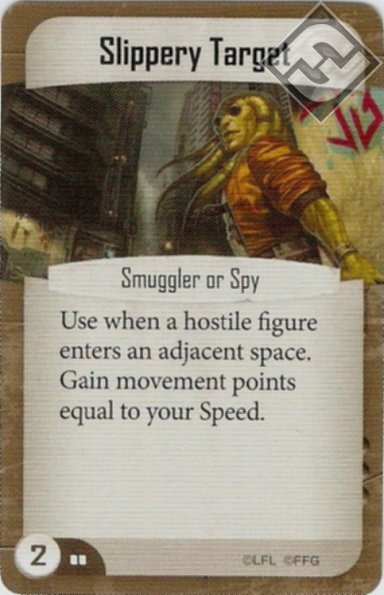 Slippery Target
Smuggler or Spy
Use when a hostile figure
enters an adjacent space.
Gain movement points
equal to your Speed.
2
©LFL ©FFG